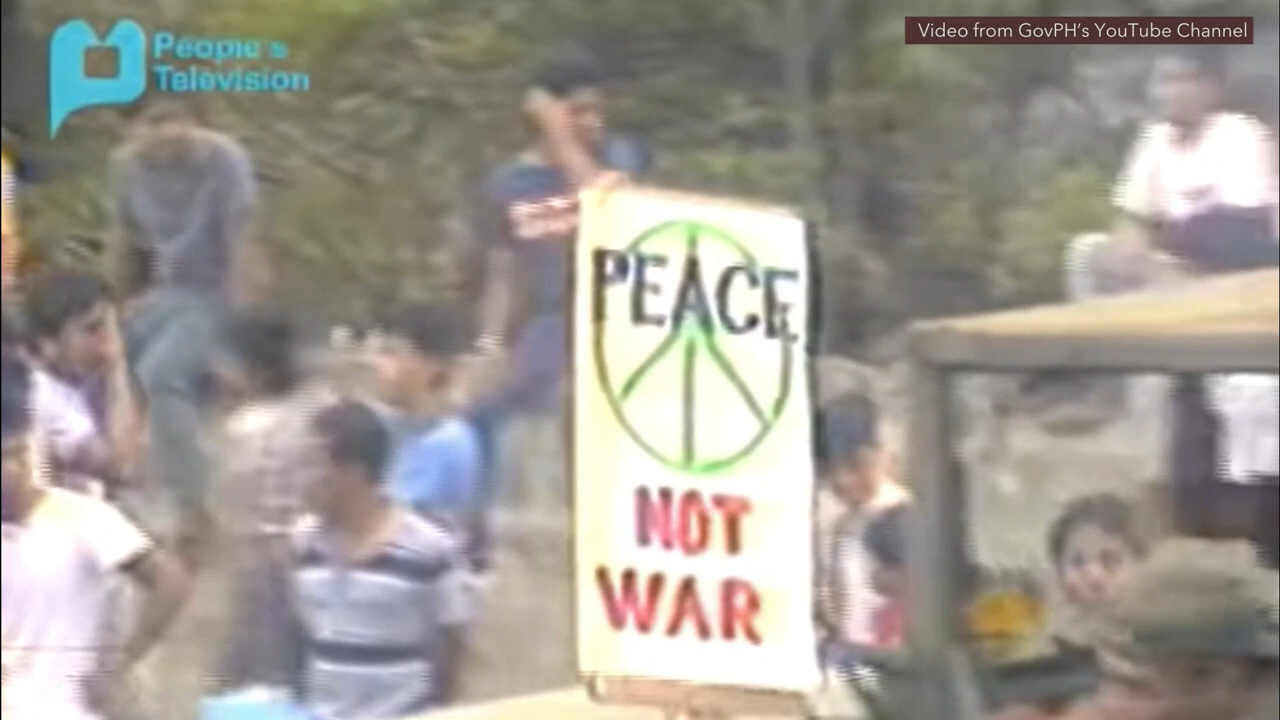 People's
Television
Video from GovPH's YouTube Channel
PEACE
NOT
WAR